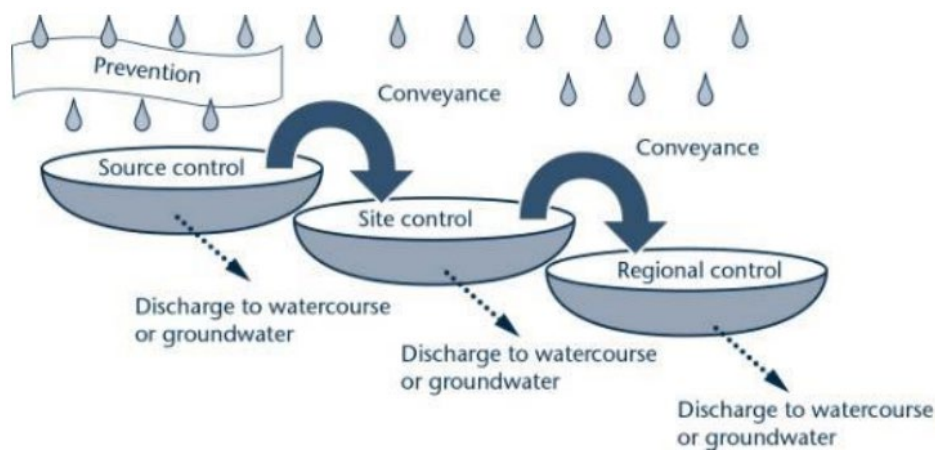 Prevention
Conveyance
Conveyance
Source control
Site control
Regional control
Discharge to watercourse
or groundwater
Discharge to watercourse
or groundwater
Discharge to watercourse
or groundwater